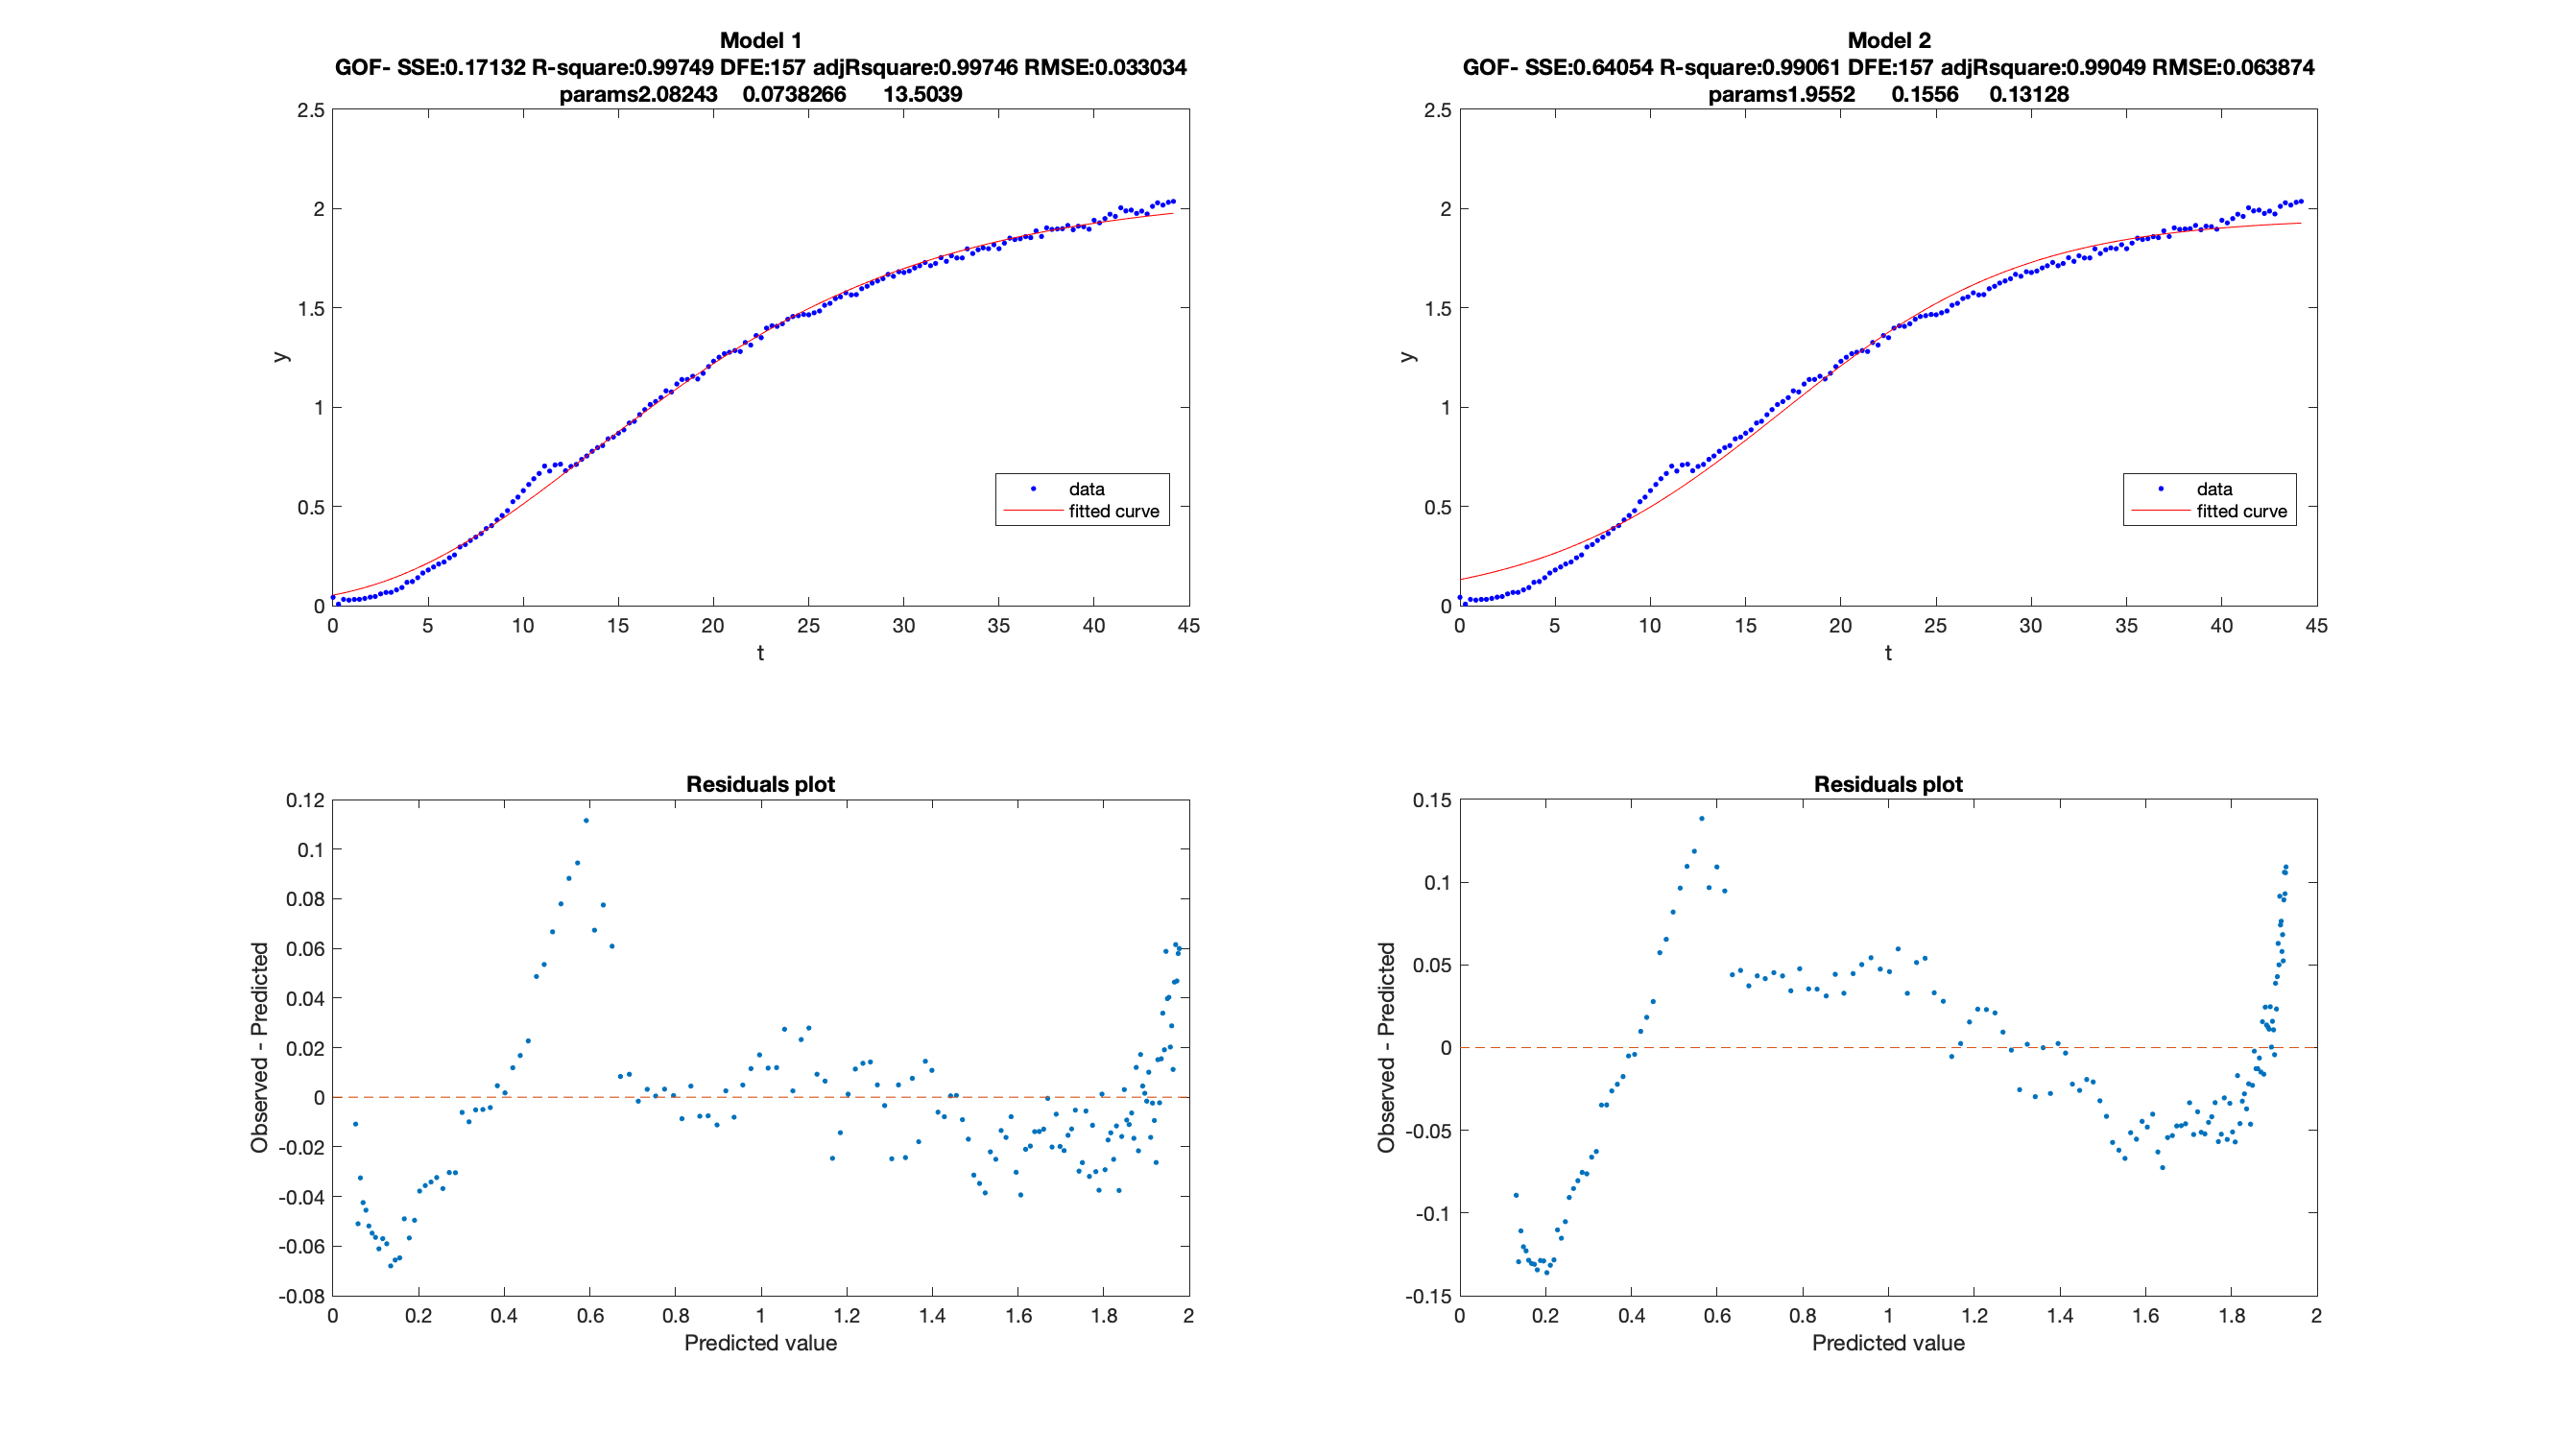 Model 1
GOF- SSE:0.17132 R-square:0.99749 DFE:157 adjRsquare:0.99746 RMSE:0.033034
params2.08243 0.0738266 13.5039
2.5
2
1.5
1
0.5
0
y
0 5 10 15 20 25 30 35 40 45
t
data
fitted curve
Model 2
GOF- SSE:0.64054 R-square:0.99061 DFE:157 adjRsquare:0.99049 RMSE:0.063874
params1.9552 0.1556 0.13128
2.5
2
1.5
1
0.5
0
y
0 5 10 15 20 25 30 35 40 45
t
data
fitted curve
Residuals plot
0.12
0.1
0.08
0.06
0.04
0.02
0
-0.02
-0.04
-0.06
-0.08
Observed - Predicted
0 0.2 0.4 0.6 0.8 1 1.2 1.4 1.6 1.8 2
Predicted value
Residuals plot
0.15
0.1
0.05
0
-0.05
-0.1
-0.15
Observed - Predicted
0 0.2 0.4 0.6 0.8 1 1.2 1.4 1.6 1.8 2
Predicted value